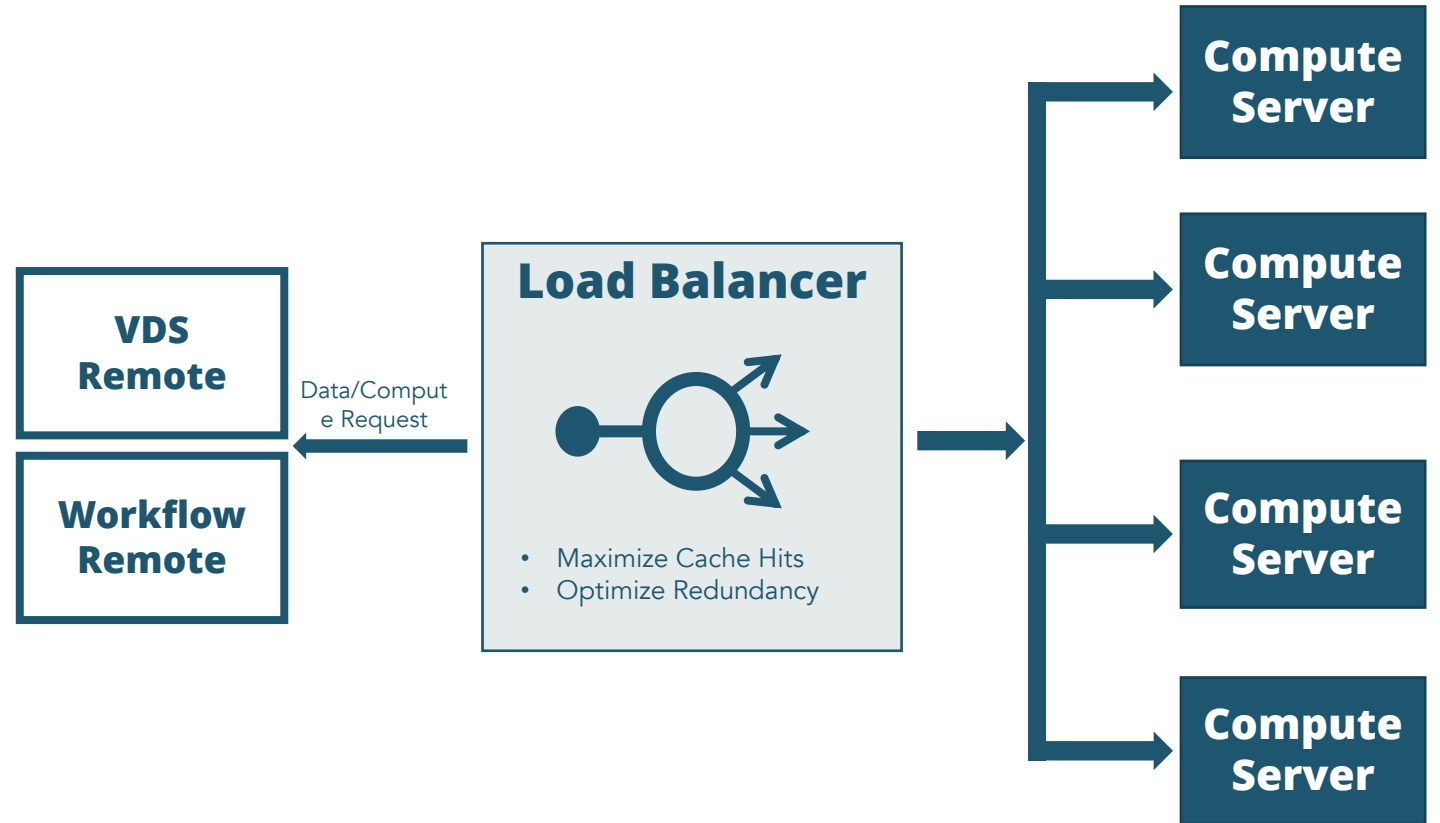 VDS
Remote
Workflow
Remote
Data/Comput
e Request
Load Balancer
• Maximize Cache Hits
• Optimize Redundancy
Compute
Server
Compute
Server
Compute
Server
Compute
Server